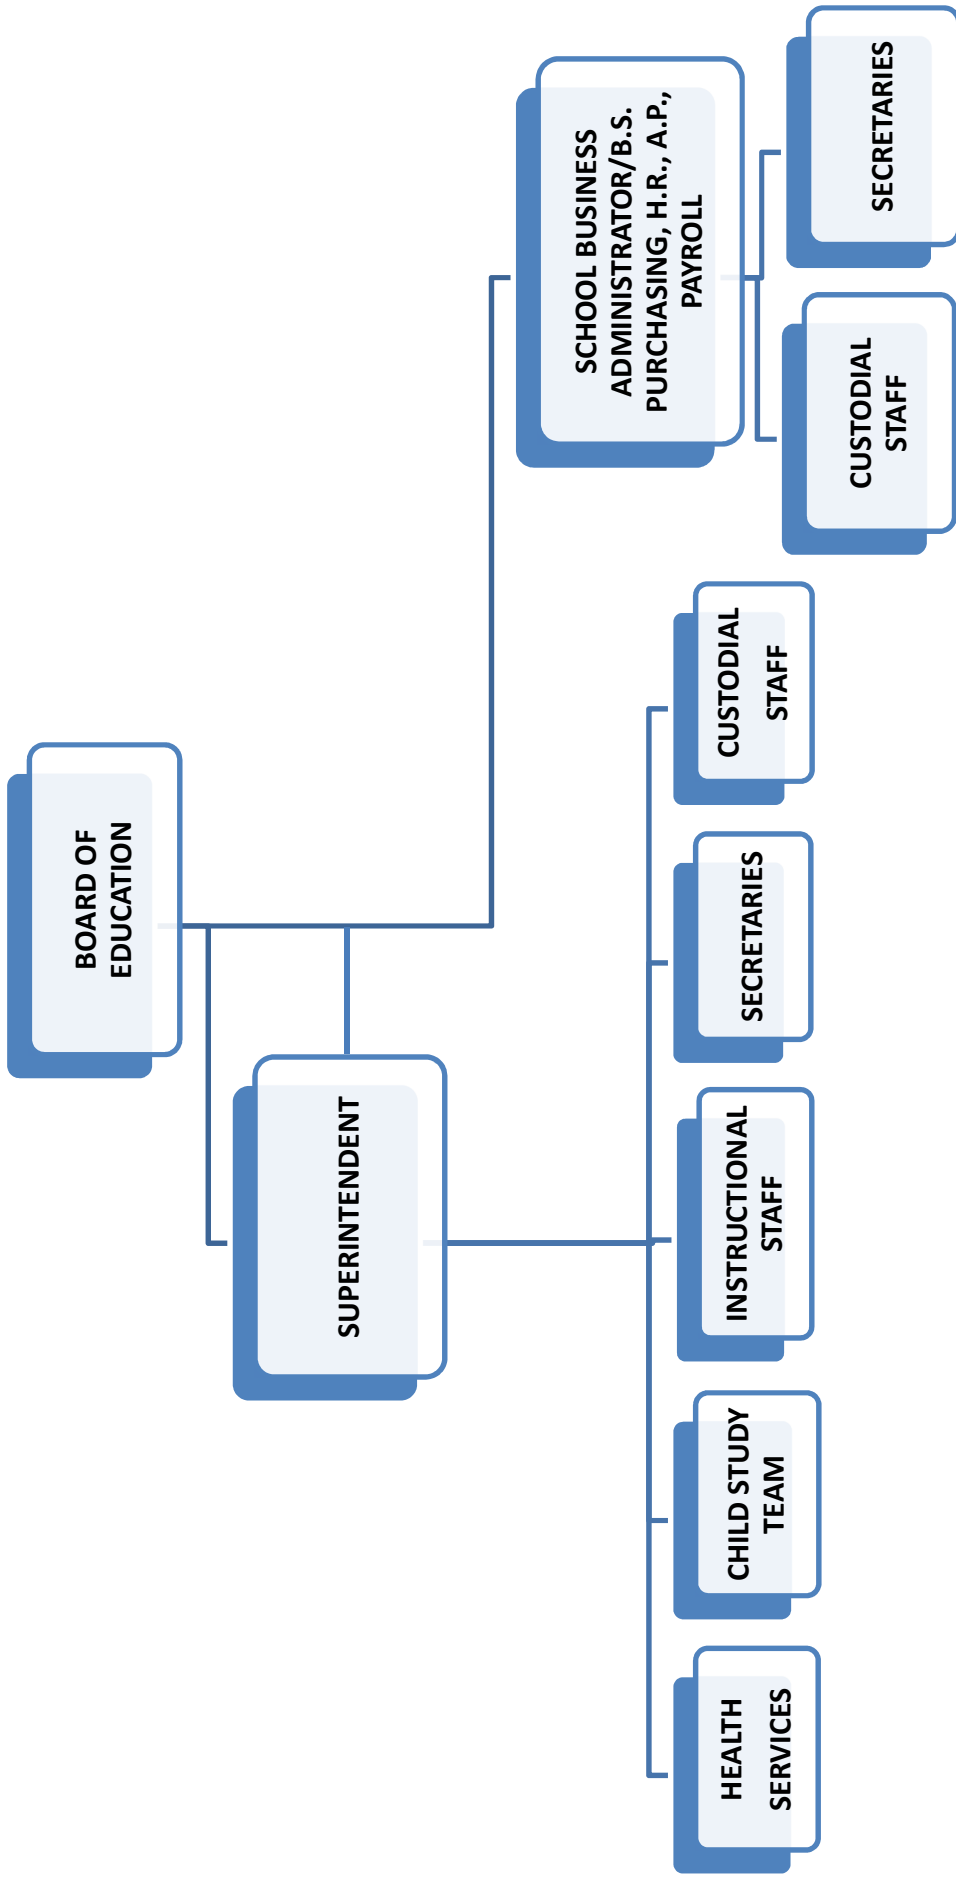 BOARD OF
EDUCATION
SUPERINTENDENT
SCHOOL BUSINESS
ADMINISTRATOR/B.S.
PURCHASING, H.R., A.P.,
PAYROLL
HEALTH
SERVICES
CHILD STUDY
TEAM
INSTRUCTIONAL
STAFF
SECRETARIES
CUSTODIAL
STAFF
CUSTODIAL
STAFF
SECRETARIES